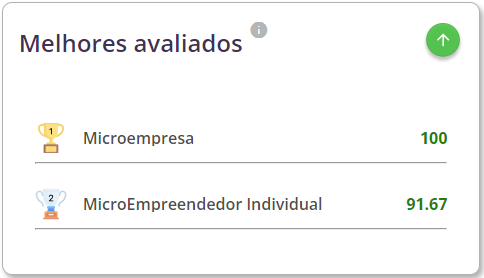 Melhores avaliados i
1 Microempresa 100
2 MicroEmpreendedor Individual 91.67